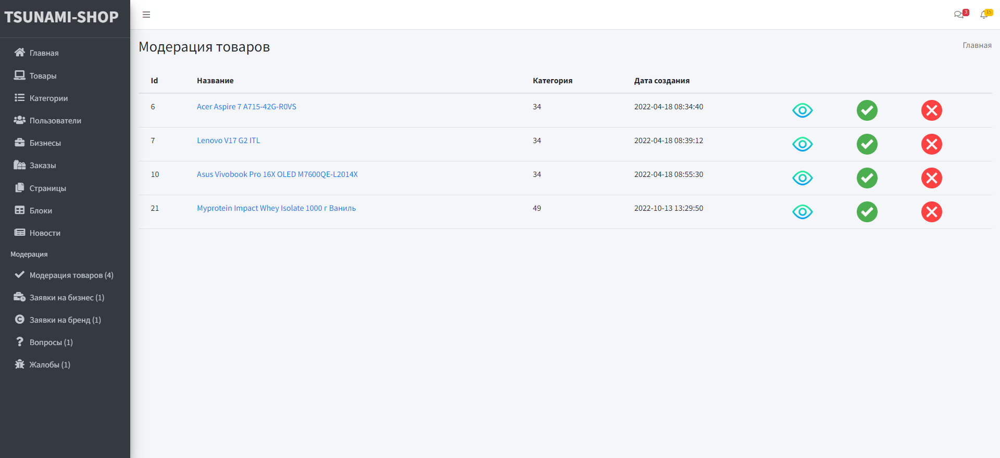 TSUNAMI-SHOP
3
15
Главная
Товары
Категории
Пользователи
Бизнесы
Заказы
Страницы
Блоки
Новости
Модерация
Модерация товаров (4)
Заявки на бизнес (1)
Заявки на бренд (1)
Вопросы (1)
Жалобы (1)
Модерация товаров
Главная
Id Название Категория Дата создания
6 Acer Aspire 7 A715-42G-R0VS 34 2022-04-18 08:34:40
7 Lenovo V17 G2 ITL 34 2022-04-18 08:39:12
10 Asus Vivobook Pro 16X OLED M7600QE-L2014X 34 2022-04-18 08:55:30
21 Myprotein Impact Whey Isolate 1000 г Ваниль 49 2022-10-13 13:29:50